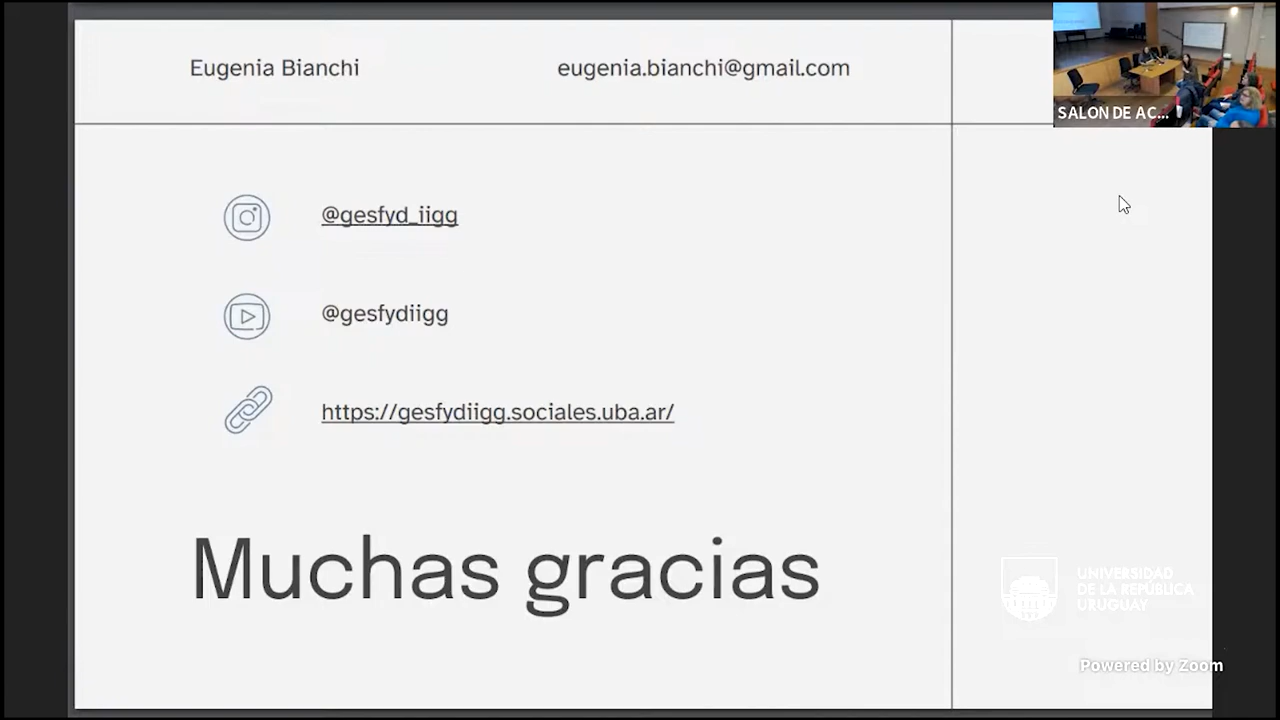 Eugenia Bianchi
eugenia.bianchi@gmail.com
SALON DE AC...
@gesfyd_iigg
@gesfydiigg
https://gesfydiigg.sociales.uba.ar/
Muchas gracias
UNIVERSIDAD
DE LA REPÚBLICA
URUGUAY
Powered by Zoom